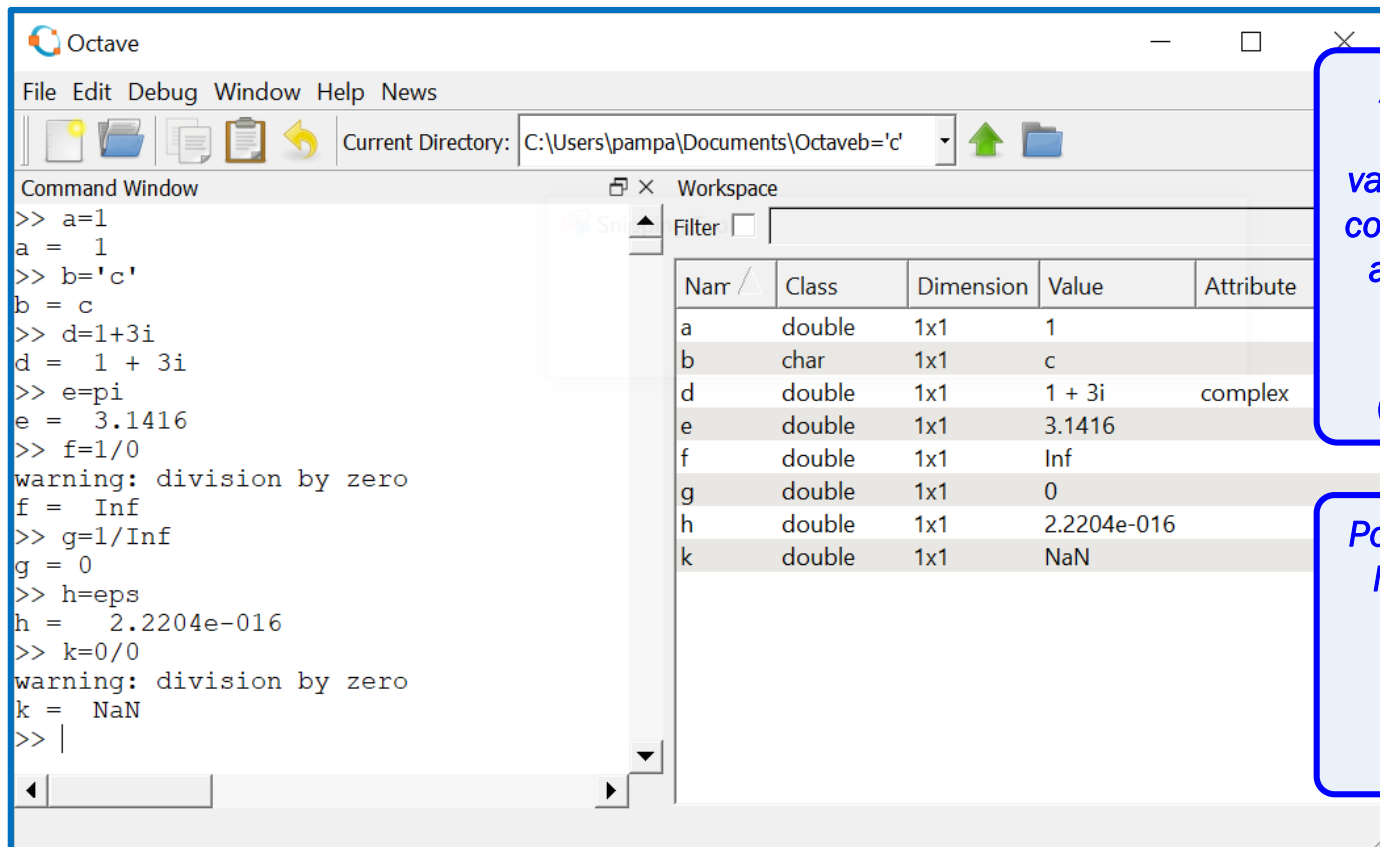 Octave
File Edit Debug Window Help News
Current Directory: C:\Users\pampa\Documents\Octaveb='c'
Command Window
>> a=1
a =  1
>> b='c'
b = c
>> d=1+3i
d =  1 + 3i
>> e=pi
e =  3.1416
>> f=1/0
warning: division by zero
f =  Inf
>> g=1/Inf
g = 0
>> h=eps
h =   2.2204e-016
>> k=0/0
warning: division by zero
k =  NaN
>>
Workspace
Filter
Nar Class Dimension Value Attribute
a double 1x1 1
b char 1x1 c
d double 1x1 1 + 3i complex
e double 1x1 3.1416
f double 1x1 Inf
g double 1x1 0
h double 1x1 2.2204e-016
k double 1x1 NaN
va
co
a
Po